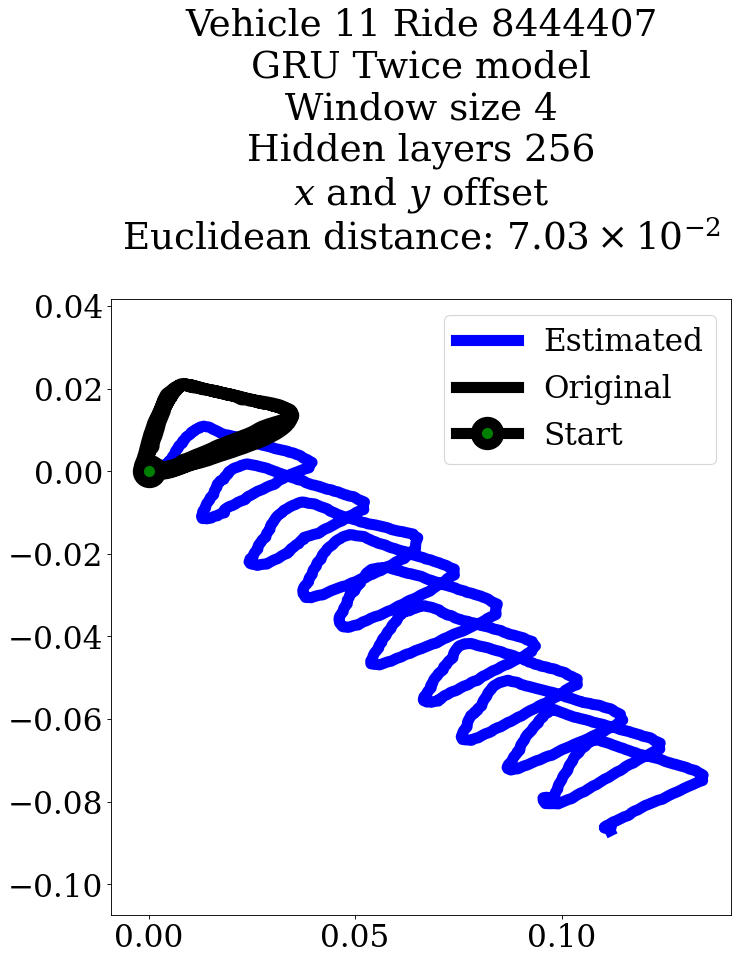 Vehicle 11 Ride 8444407
GRU Twice model
Window size 4
Hidden layers 256
x and y offset
Euclidean distance: 7.03 × 10⁻²
Estimated
Original
Start
0.04
0.02
0.00
−0.02
−0.04
−0.06
−0.08
−0.10
0.00 0.05 0.10